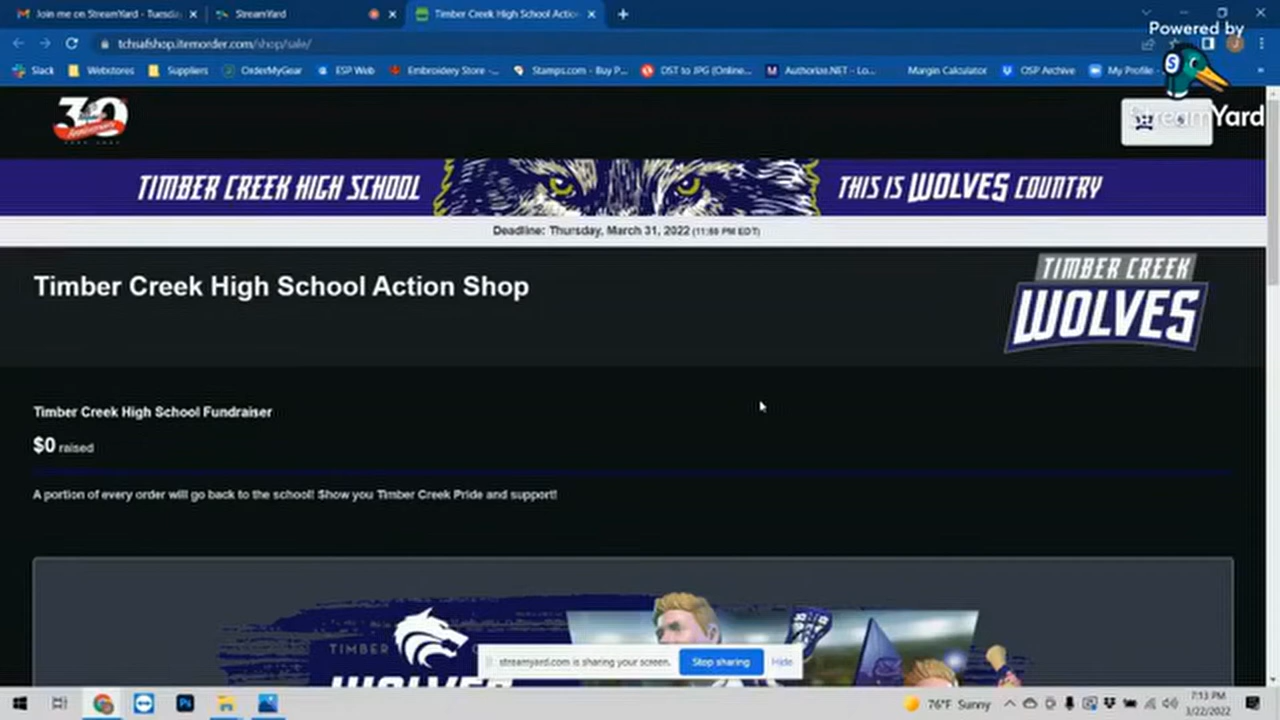 Join me on StreamYard - Tuesda
StreamYard
Timber Creek High School Action
tchsafshop.itemorder.com/shop/sale/
Powered by
StreamYard
Slack
Webstores
Suppliers
OrderMyGear
ESP Web
Embroidery Store -...
Stamps.com - Buy P...
DST to JPG (Online...
Authorize.NET - Lo...
Margin Calculator
OSP Archive
My Profile -
30
Anniversary
TIMBER CREEK HIGH SCHOOL
THIS IS WOLVES COUNTRY
Deadline: Thursday, March 31, 2022
Timber Creek High School Action Shop
TIMBER CREEK
WOLVES
Timber Creek High School Fundraiser
$0 raised
A portion of every order will go back to the school! Show you Timber Creek Pride and support!
TIMBER
WOLVES
streamyard.com is sharing your screen.
Stop sharing
Hide
76°F Sunny
7:13 PM
3/22/2022